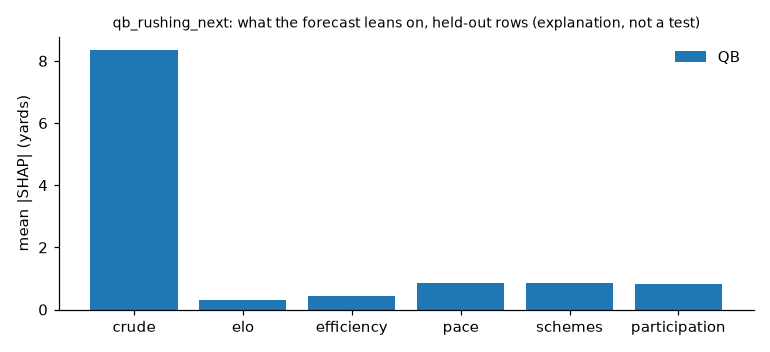 qb_rushing_next: what the forecast leans on, held-out rows (explanation, not a test)
QB
mean |SHAP| (yards)
8
6
4
2
0
crude elo efficiency pace schemes participation